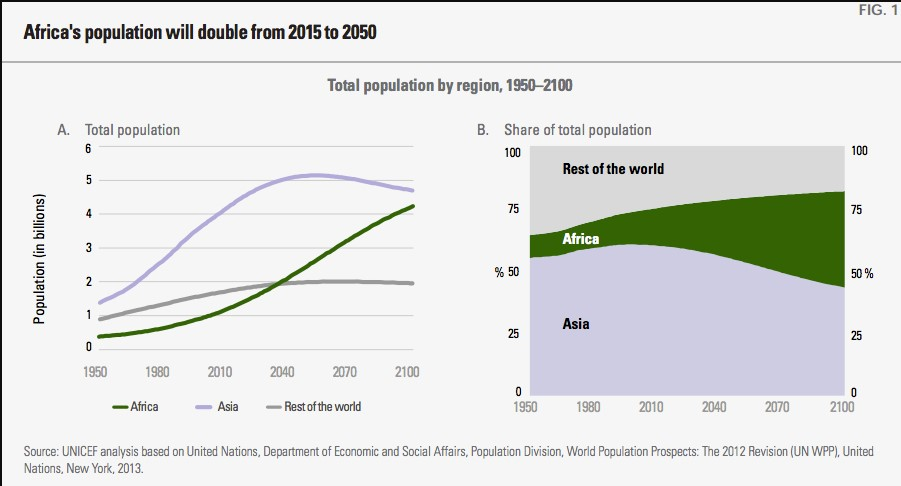 FIG. 1
Africa's population will double from 2015 to 2050
Total population by region, 1950–2100
A. Total population
6
5
4
3
2
1
0
Population (in billions)
1950 1980 2010 2040 2070 2100
Africa Asia Rest of the world
B. Share of total population
100
75
% 50
25
0
Rest of the world
Africa
Asia
100
75
50 %
25
0
1950 1980 2010 2040 2070 2100
Source: UNICEF analysis based on United Nations, Department of Economic and Social Affairs, Population Division, World Population Prospects: The 2012 Revision (UN WPP), United
Nations, New York, 2013.